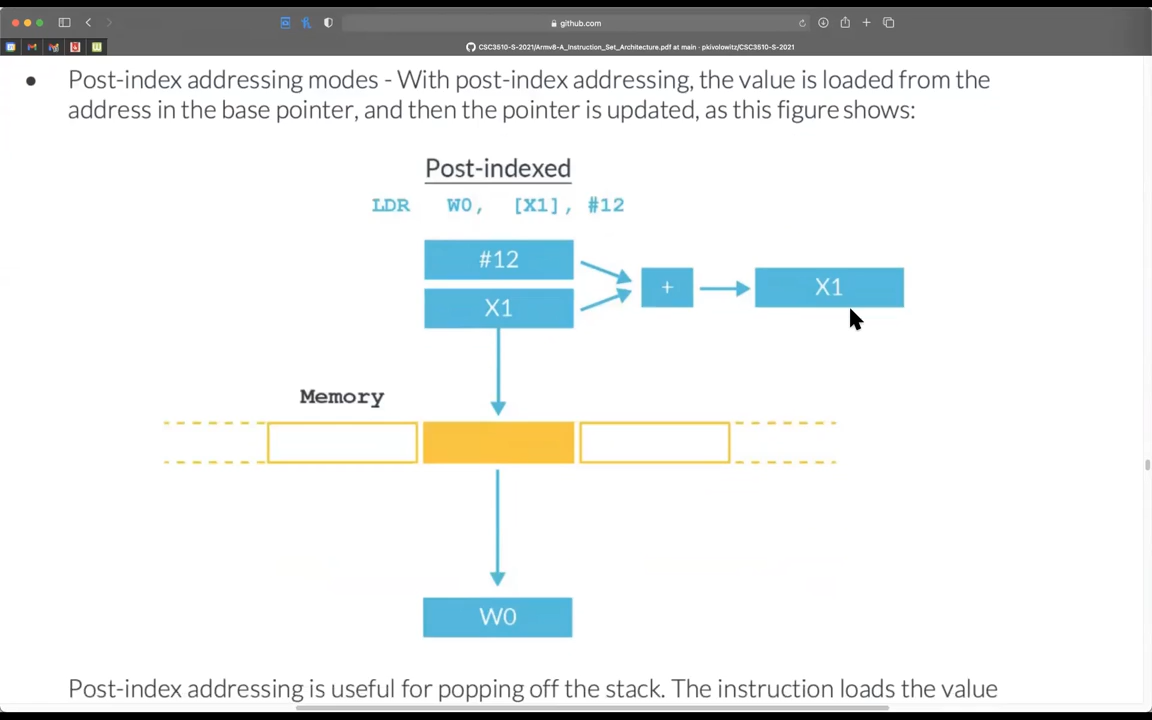 github.com
CSC3510-S-2021/Armv8-A_Instruction_Set_Architecture.pdf at main · pkivolowitz/CSC3510-S-2021
• Post-index addressing modes - With post-index addressing, the value is loaded from the
address in the base pointer, and then the pointer is updated, as this figure shows:
Post-indexed
LDR W0, [X1], #12
#12
+
X1
X1
Memory
W0
Post-index addressing is useful for popping off the stack. The instruction loads the value